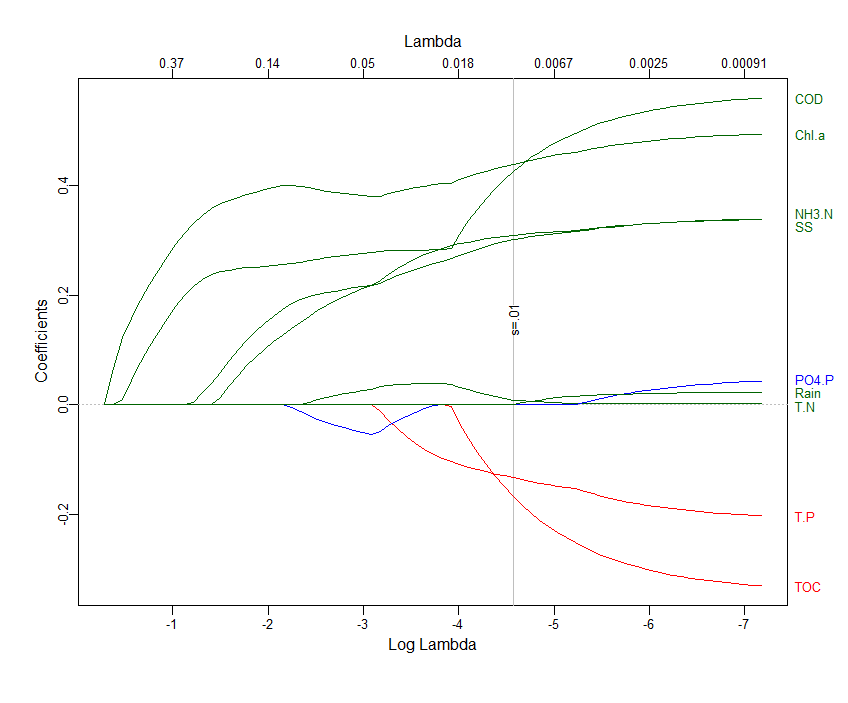 Lambda
0.37 0.14 0.05 0.018 0.0067 0.0025 0.00091
COD
Chl.a
NH3.N
SS
PO4.P
Rain
T.N
T.P
TOC
s=.01
Coefficients
0.4
0.2
0.0
-0.2
-1 -2 -3 -4 -5 -6 -7
Log Lambda